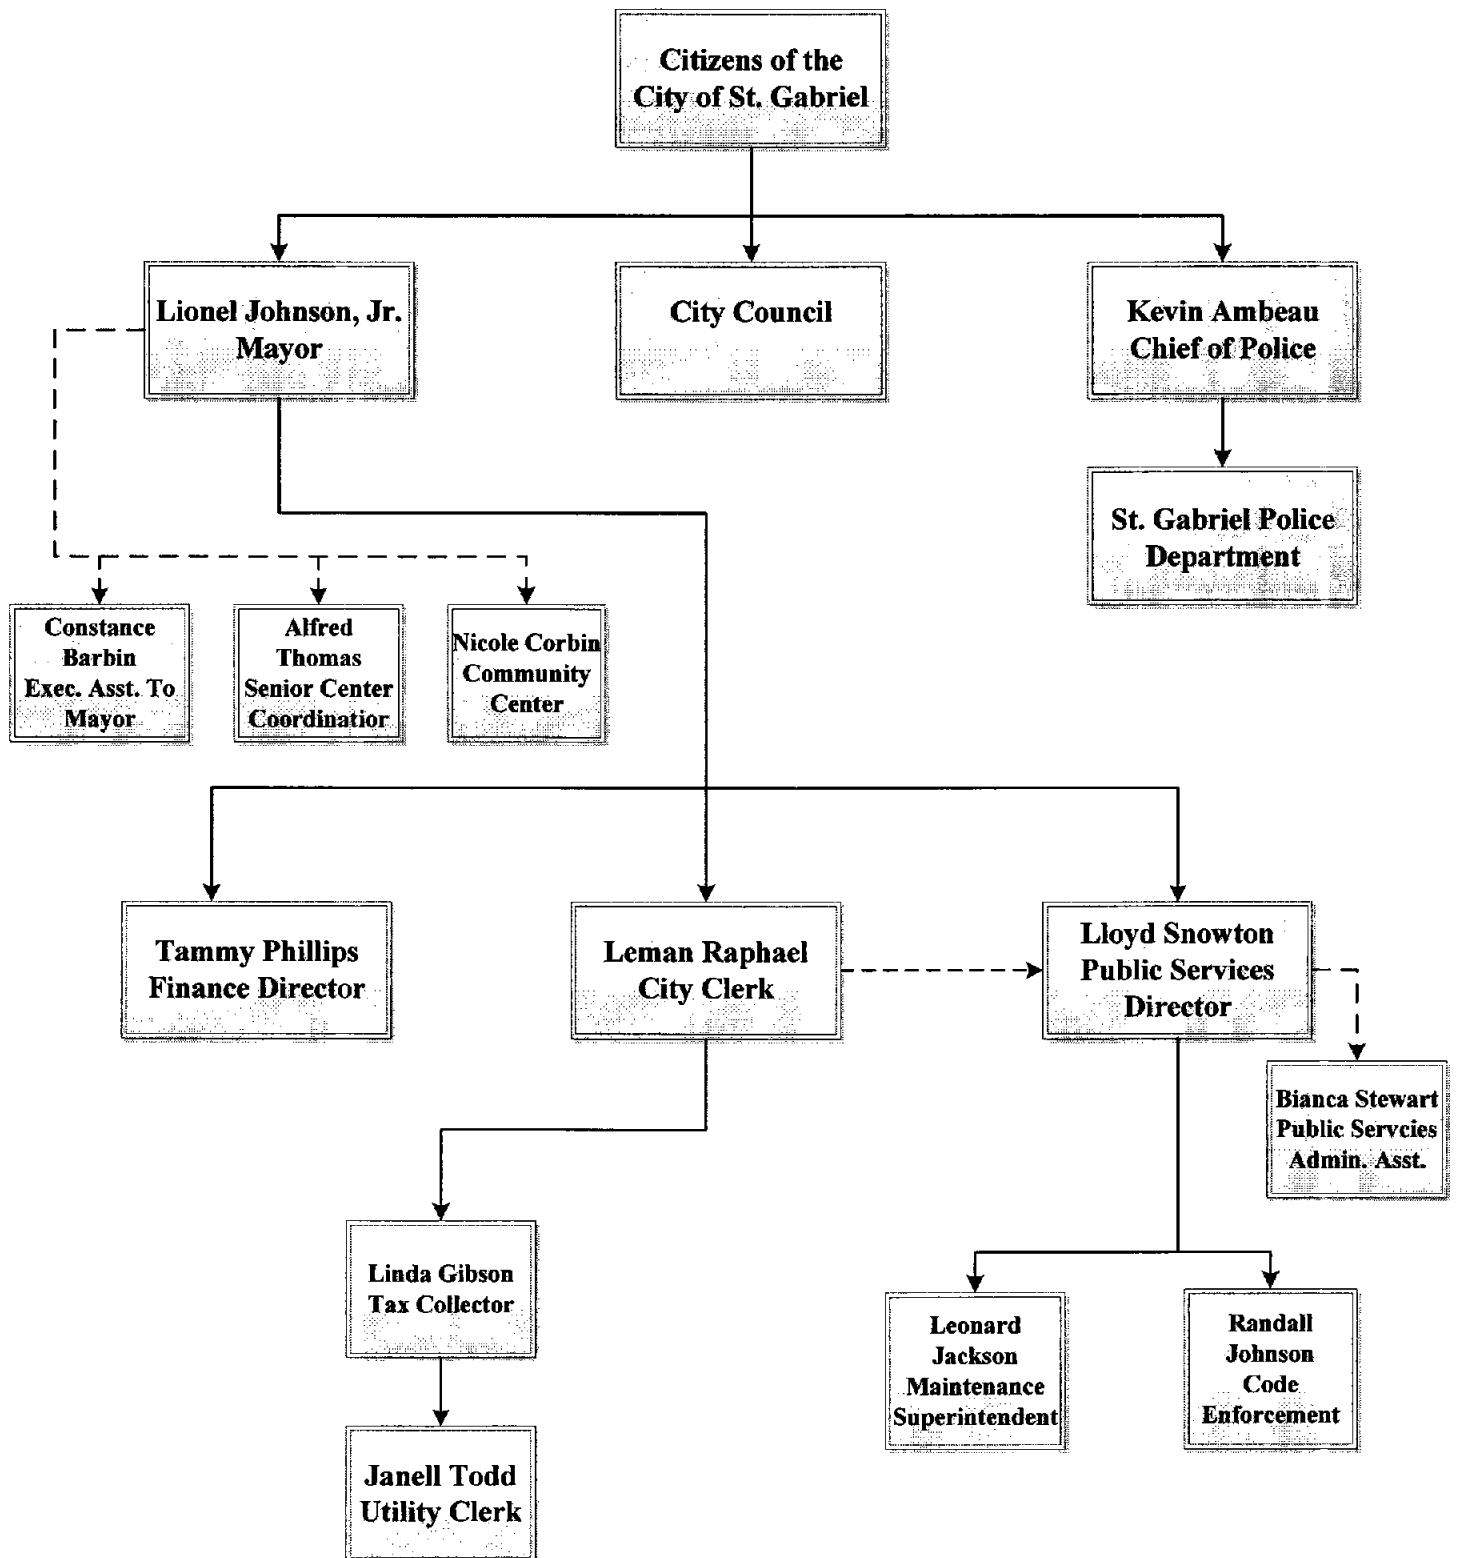 Citizens of the
City of St. Gabriel
Lionel Johnson, Jr.
Mayor
City Council
Kevin Ambeau
Chief of Police
St. Gabriel Police
Department
Constance
Barbin
Exec. Asst. To
Mayor
Alfred
Thomas
Senior Center
Coordinatior
Nicole Corbin
Community
Center
Tammy Phillips
Finance Director
Leman Raphael
City Clerk
Lloyd Snowton
Public Services
Director
Bianca Stewart
Public Servcies
Admin. Asst.
Linda Gibson
Tax Collector
Leonard
Jackson
Maintenance
Superintendent
Randall
Johnson
Code
Enforcement
Janell Todd
Utility Clerk